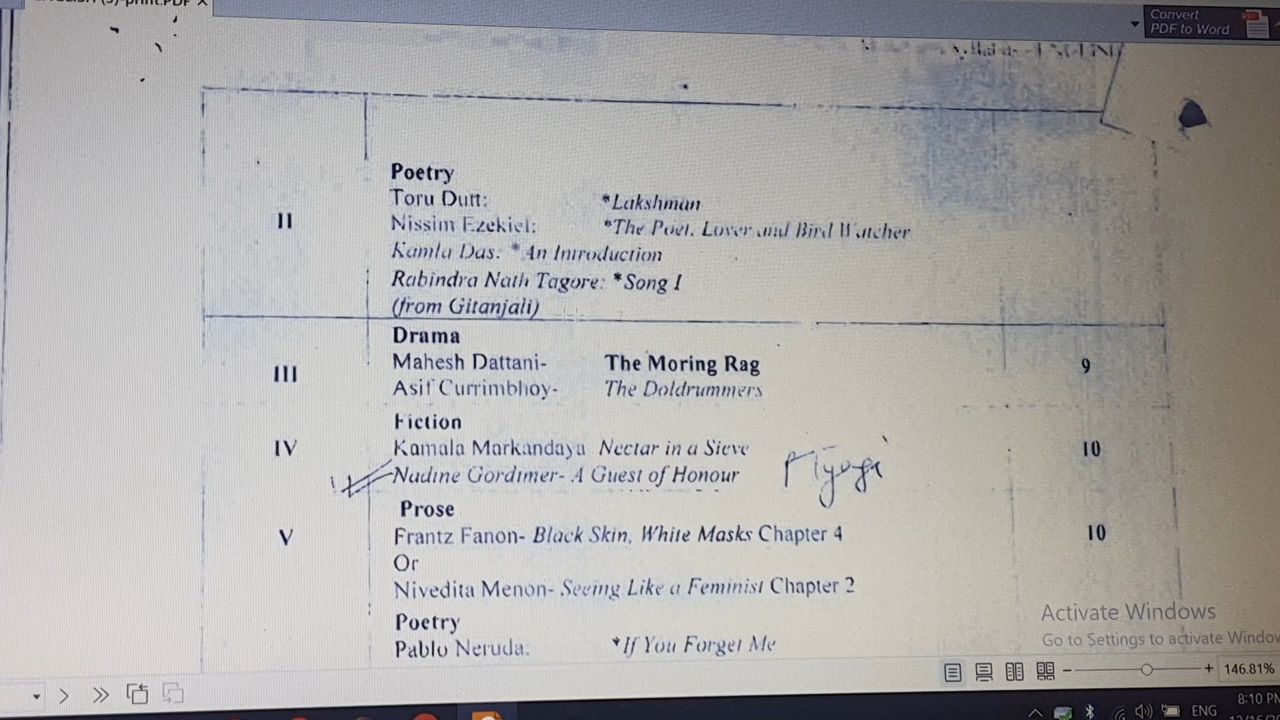 Convert
PDF to Word
Poetry
Toru Dutt: *Lakshman
II Nissim Ezekiel: *The Poet, Lover and Bird Watcher
Kamla Das: *An Introduction
Rabindra Nath Tagore: *Song I
(from Gitanjali)
Drama
III Mahesh Dattani- The Moring Rag 9
Asif Currimbhoy- The Doldrummers
Fiction
IV Kamala Markandaya Nectar in a Sieve 10
Nadine Gordimer- A Guest of Honour
Prose
V Frantz Fanon- Black Skin, White Masks Chapter 4 10
Or
Nivedita Menon- Seeing Like a Feminist Chapter 2
Poetry
Pablo Neruda: *If You Forget Me
Activate Windows
Go to Settings to activate
146.81%
8:10
ENG